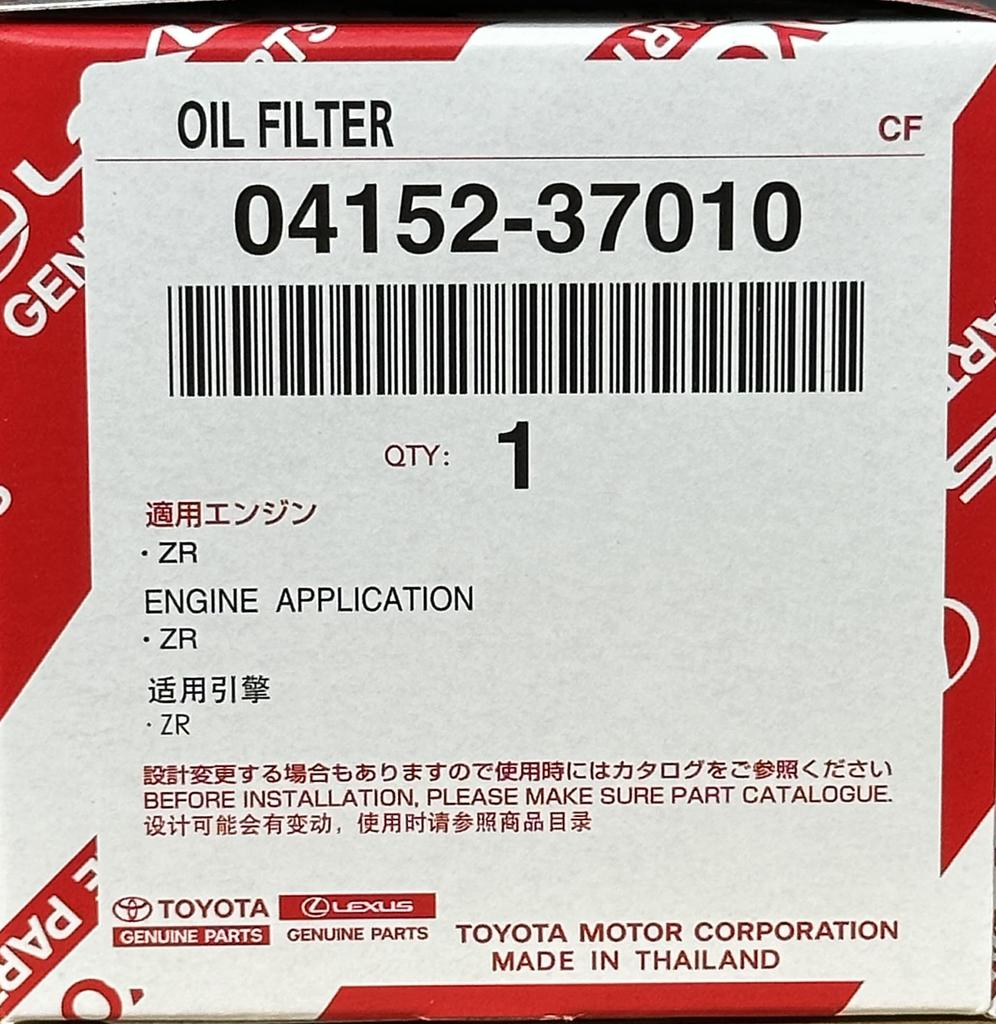 OIL FILTER
CF
04152-37010
QTY: 1
適用エンジン
・ZR
ENGINE APPLICATION
・ZR
适用引擎
·ZR
設計変更する場合もありますので使用時にはカタログをご参照ください
BEFORE INSTALLATION, PLEASE MAKE SURE PART CATALOGUE.
设计可能会有变动，使用时请参照商品目录
TOYOTA
GENUINE PARTS
LEXUS
GENUINE PARTS
TOYOTA MOTOR CORPORATION
MADE IN THAILAND